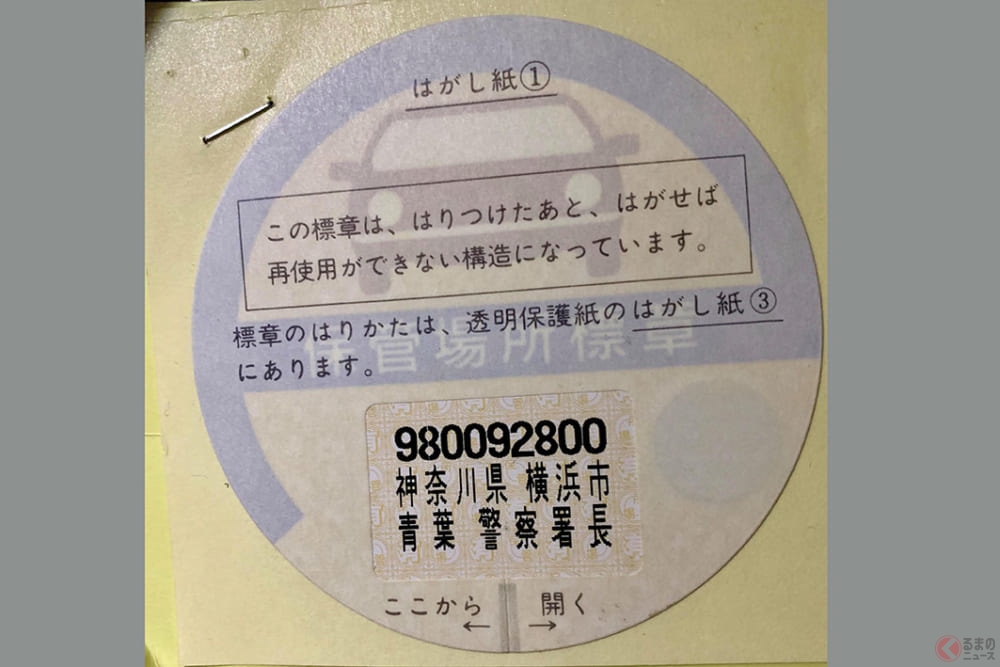 はがし紙①
この標章は、はりつけたあと、はがせば
再使用ができない構造になっています。
標章のはりかたは、透明保護紙のはがし紙③
にあります。
保管場所標章
980092800
神奈川県 横浜市
青葉 警察署長
ここから 開く
← →
くるまのニュース